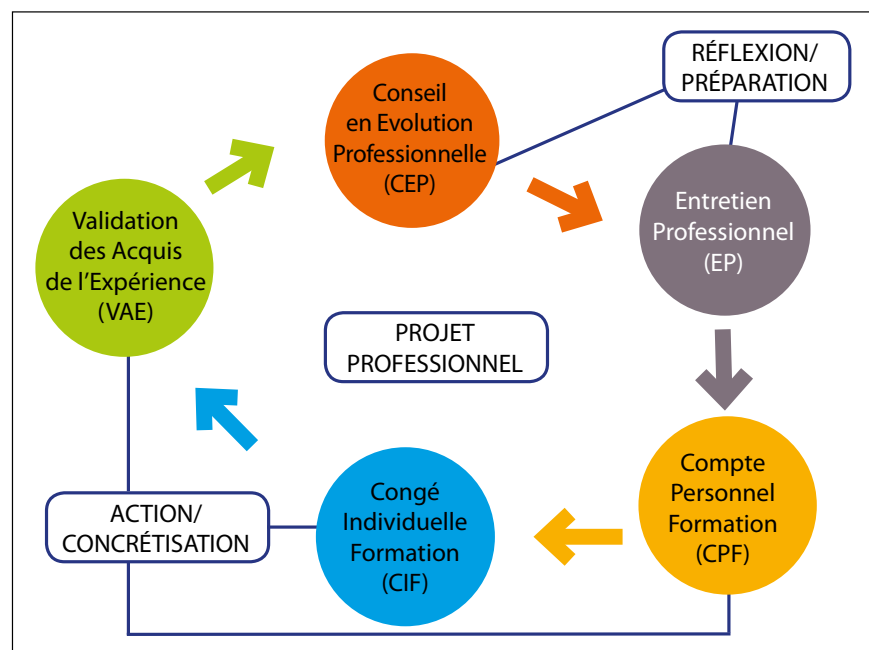 RÉFLEXION/
PRÉPARATION
Conseil
en Evolution
Professionnelle
(CEP)
Entretien
Professionnel
(EP)
Validation
des Acquis
de l'Expérience
(VAE)
PROJET
PROFESSIONNEL
Compte
Personnel
Formation
(CPF)
Congé
Individuelle
Formation
(CIF)
ACTION/
CONCRÉTISATION